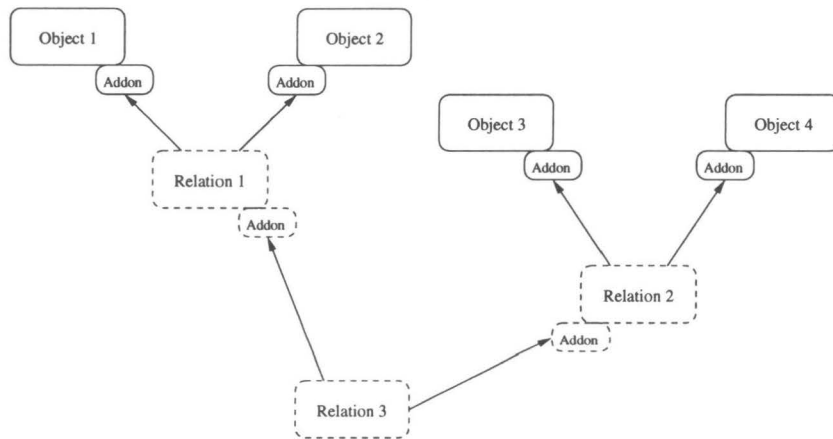 Object 1
Object 2
Addon
Addon
Object 3
Object 4
Addon
Addon
Relation 1
Addon
Relation 2
Addon
Relation 3